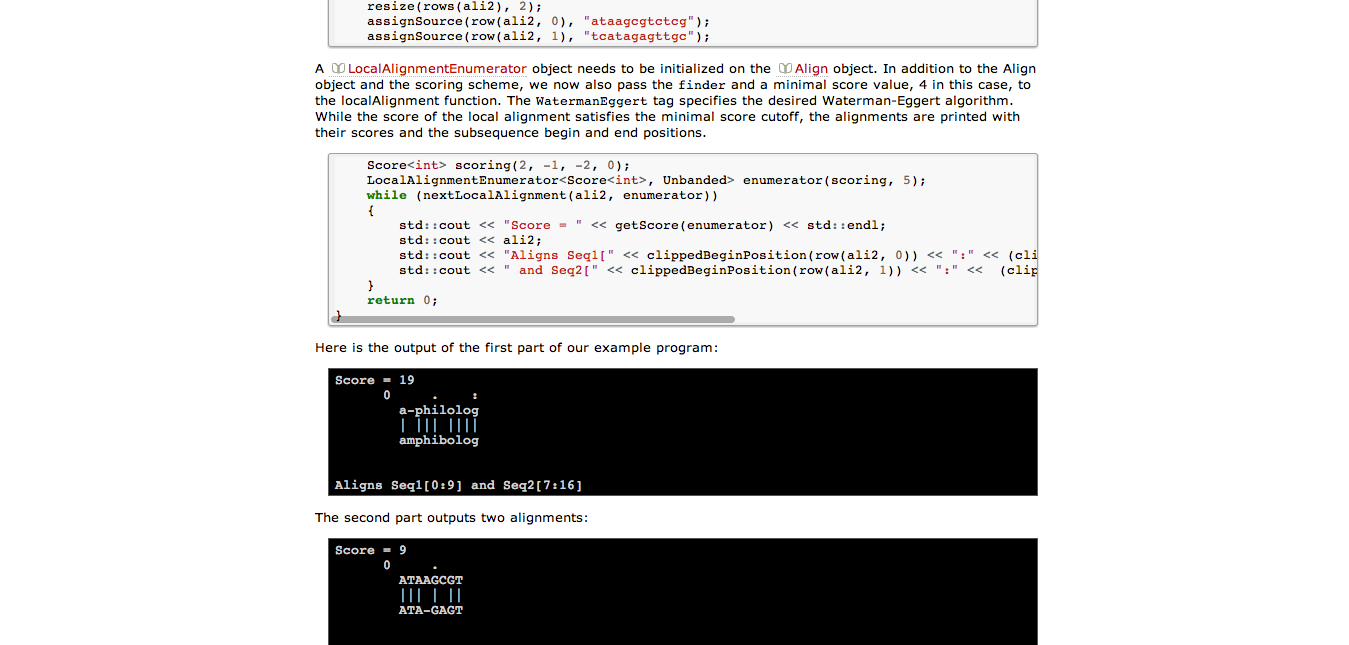 resize(rows(ali2), 2);
assignSource(row(ali2, 0), "ataagcgtctcg");
assignSource(row(ali2, 1), "tcatagagttgc");
A LocalAlignmentEnumerator object needs to be initialized on the Align object. In addition to the Align
object and the scoring scheme, we now also pass the finder and a minimal score value, 4 in this case, to
the localAlignment function. The WatermanEggert tag specifies the desired Waterman-Eggert algorithm.
While the score of the local alignment satisfies the minimal score cutoff, the alignments are printed with
their scores and the subsequence begin and end positions.
Score<int> scoring(2, -1, -2, 0);
LocalAlignmentEnumerator<Score<int>, Unbanded> enumerator(scoring, 5);
while (nextLocalAlignment(ali2, enumerator))
{
std::cout << "Score = " << getScore(enumerator) << std::endl;
std::cout << ali2;
std::cout << "Aligns Seq1[" << clippedBeginPosition(row(ali2, 0)) << ":" << (cli
std::cout << " and Seq2[" << clippedBeginPosition(row(ali2, 1)) << ":" <<  (clip
}
return 0;
}
Here is the output of the first part of our example program:
Score = 19
0 . :
a-philolog
| ||| ||||
amphibolog
Aligns Seq1[0:9] and Seq2[7:16]
The second part outputs two alignments:
Score = 9
0 .
ATAAGCGT
||| | ||
ATA-GAGT